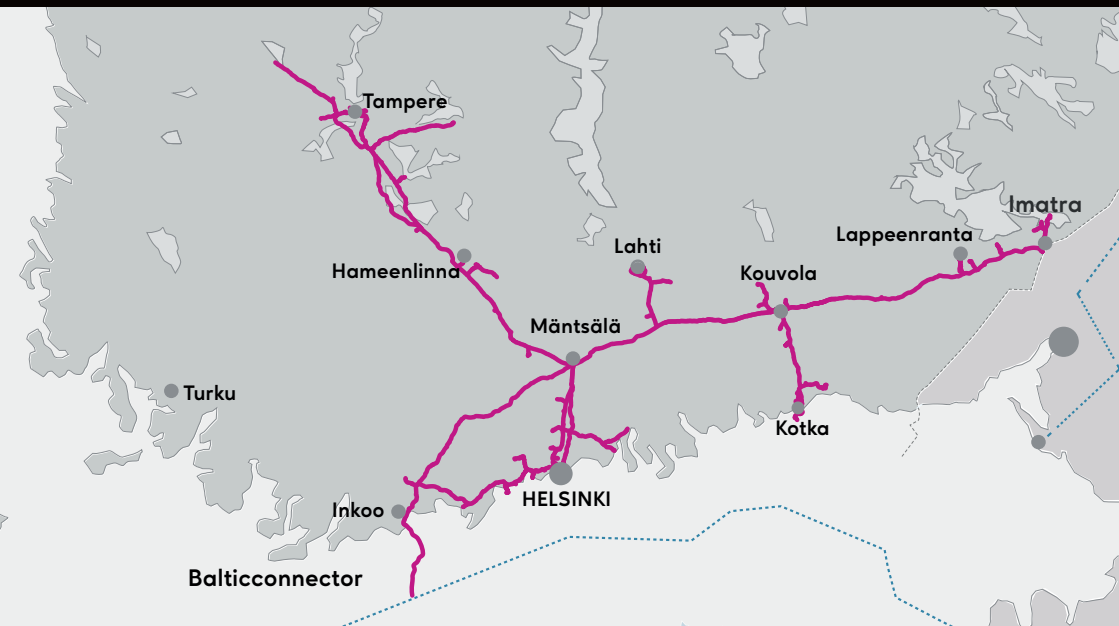 Tampere
Imatra
Lappeenranta
Lahti
Hameenlinna
Kouvola
Mäntsälä
Turku
Kotka
HELSINKI
Inkoo
Balticconnector